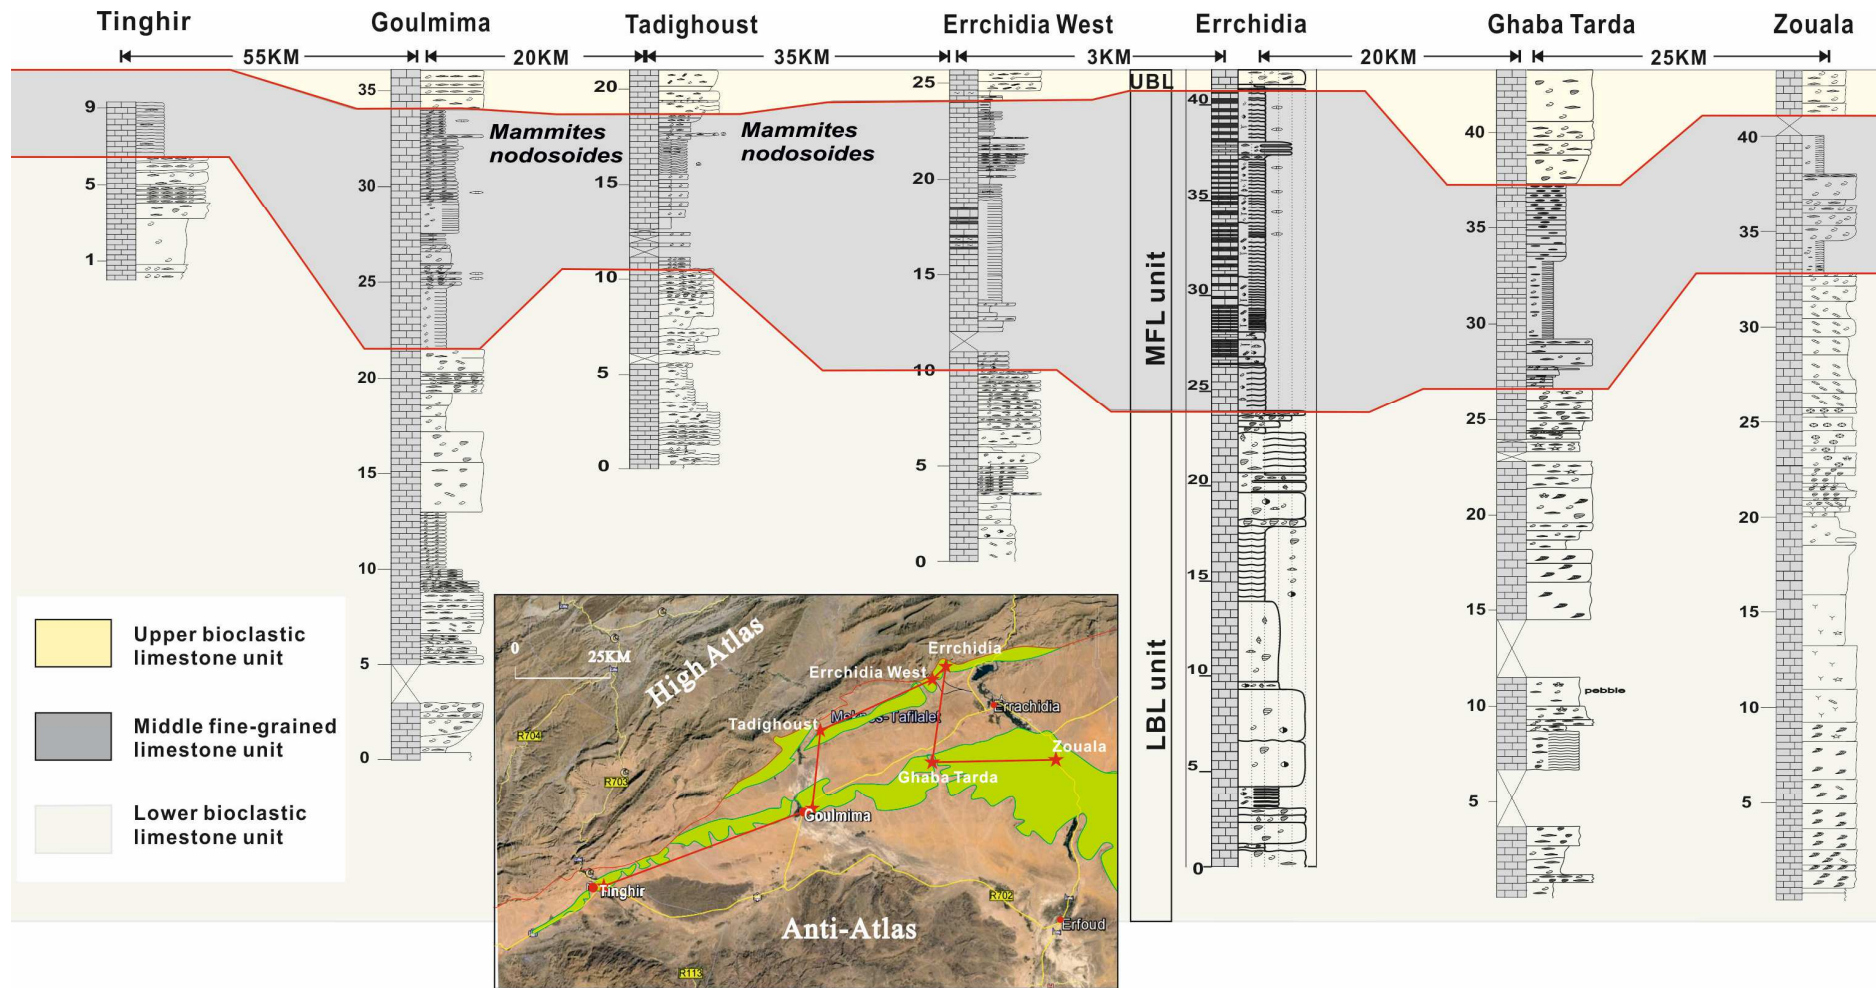 Tinghir
Goulmima
Tadighoust
Errchidia West
Errchidia
Ghaba Tarda
Zouala
55KM
20KM
35KM
3KM
20KM
25KM
9
5
1
35
30
25
20
15
10
5
0
20
15
10
5
0
25
20
15
10
5
0
UBL
MFL unit
LBL unit
40
35
30
25
20
15
10
5
0
40
35
30
25
20
15
10
5
40
35
30
25
20
15
10
5
Mammites
nodosoides
Mammites
nodosoides
pebble
Upper bioclastic
limestone unit
Middle fine-grained
limestone unit
Lower bioclastic
limestone unit
0
25KM
High Atlas
Errchidia
Errchidia West
Tadighoust
Meknes-Tafilalet
Errachidia
Zouala
Ghaba Tarda
Goulmima
Tinghir
Anti-Atlas
Erfoud
R704
R703
R702
R113